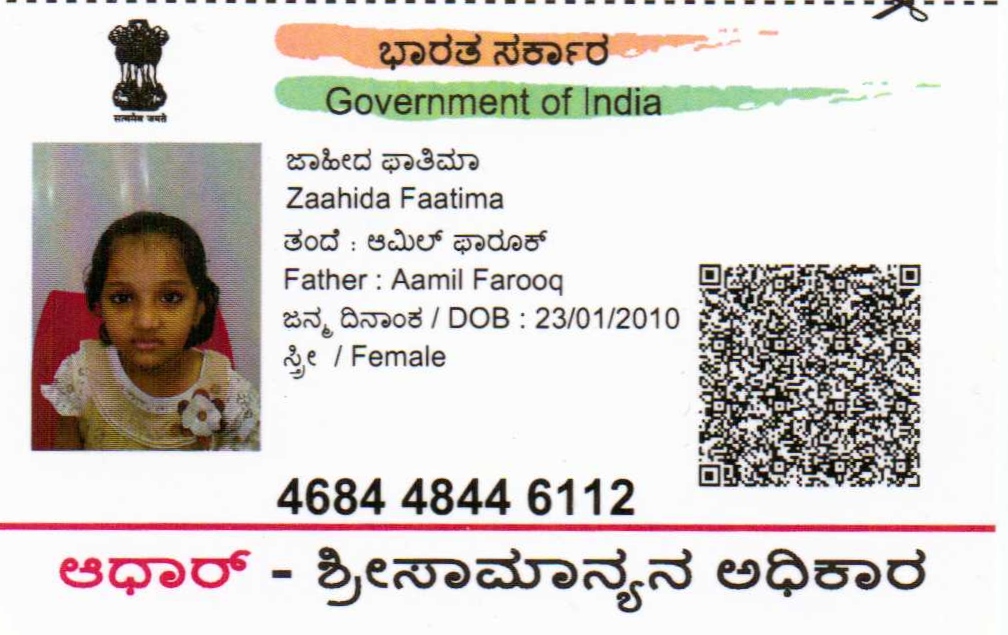 सत्यमेव जयते
ಭಾರತ ಸರ್ಕಾರ
Government of India
ಜಾಹೀದ ಫಾತಿಮಾ
Zaahida Faatima
ತಂದೆ : ಆಮಿಲ್ ಫಾರೂಕ್
Father : Aamil Farooq
ಜನ್ಮ ದಿನಾಂಕ / DOB : 23/01/2010
ಸ್ತ್ರೀ / Female
4684 4844 6112
ಆಧಾರ್ - ಶ್ರೀಸಾಮಾನ್ಯನ ಅಧಿಕಾರ